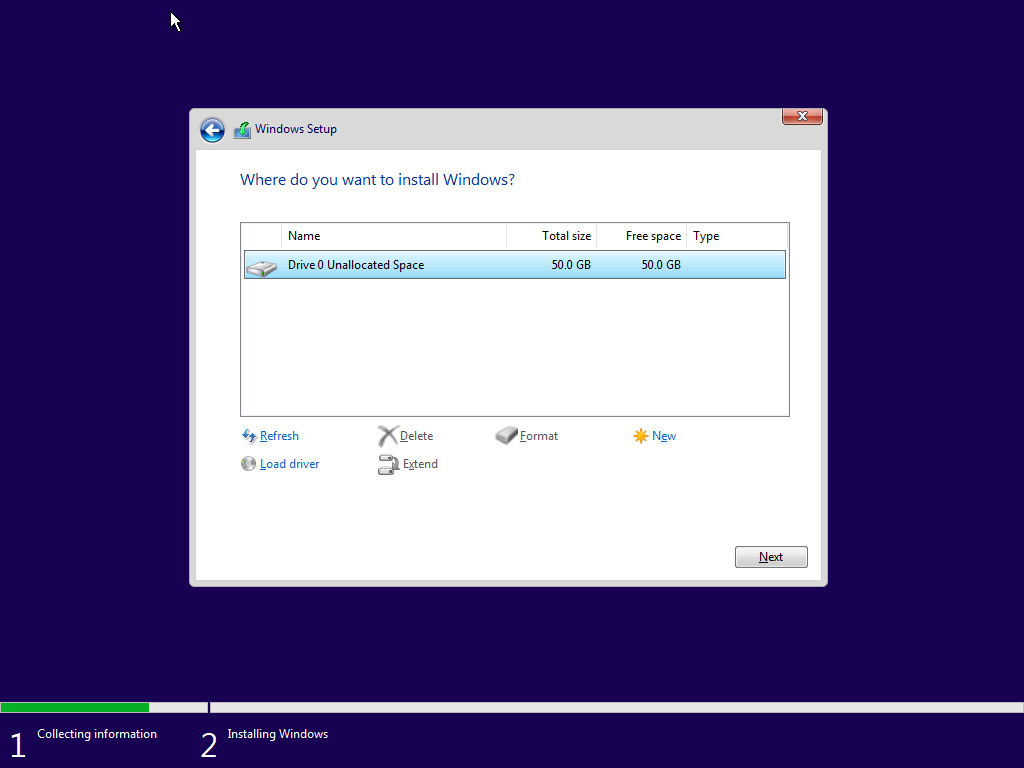 Windows Setup
Where do you want to install Windows?
Name Total size Free space Type
Drive 0 Unallocated Space 50.0 GB 50.0 GB
Refresh Delete Format New
Load driver Extend
Next
1 Collecting information 2 Installing Windows